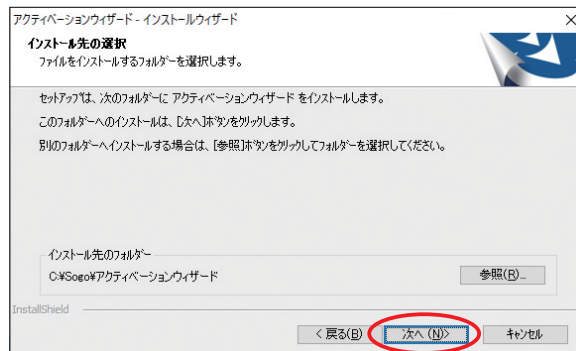 アクティベーションウィザード - インストールウィザード
インストール先の選択
ファイルをインストールするフォルダーを選択します。
セットアップは、次のフォルダーに アクティベーションウィザード をインストールします。
このフォルダーへのインストールは、[次へ]ボタンをクリックします。
別のフォルダーへインストールする場合は、[参照]ボタンをクリックしてフォルダーを選択してください。
インストール先のフォルダー
C:¥Sogo¥アクティベーションウィザード
参照(R)...
InstallShield
< 戻る(B)
次へ (N)>
キャンセル